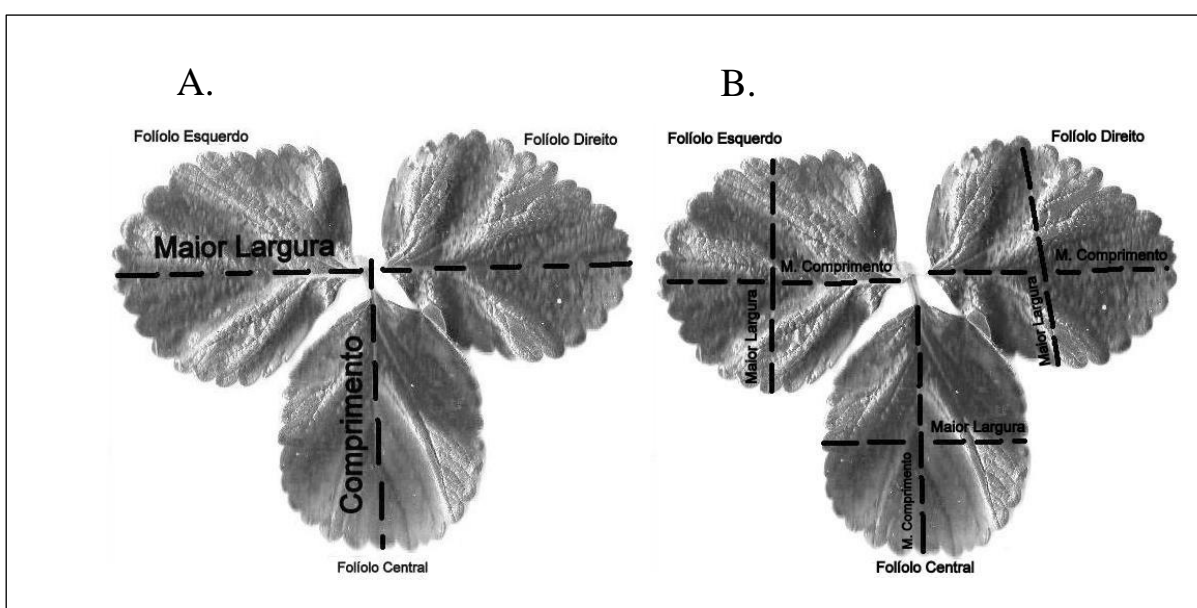 A.
Folíolo Esquerdo
Folíolo Direito
Maior Largura
Comprimento
Folíolo Central
B.
Folíolo Esquerdo
Folíolo Direito
M. Comprimento
Maior Largura
M. Comprimento
Maior Largura
Maior Largura
M. Comprimento
Folíolo Central